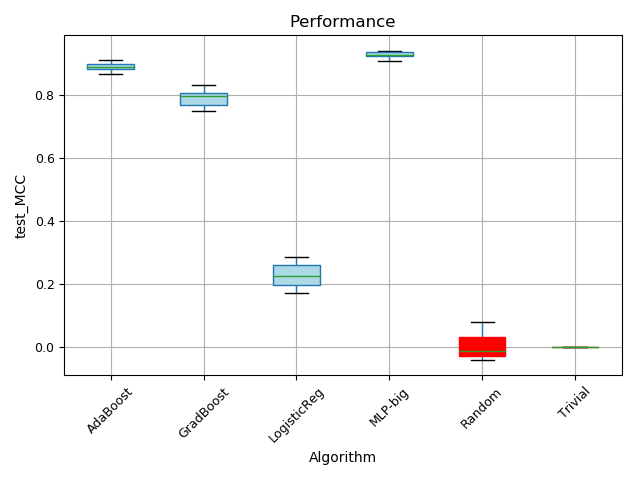 Performance
test_MCC
0.8
0.6
0.4
0.2
0.0
AdaBoost
GradBoost
LogisticReg
MLP-big
Random
Trivial
Algorithm